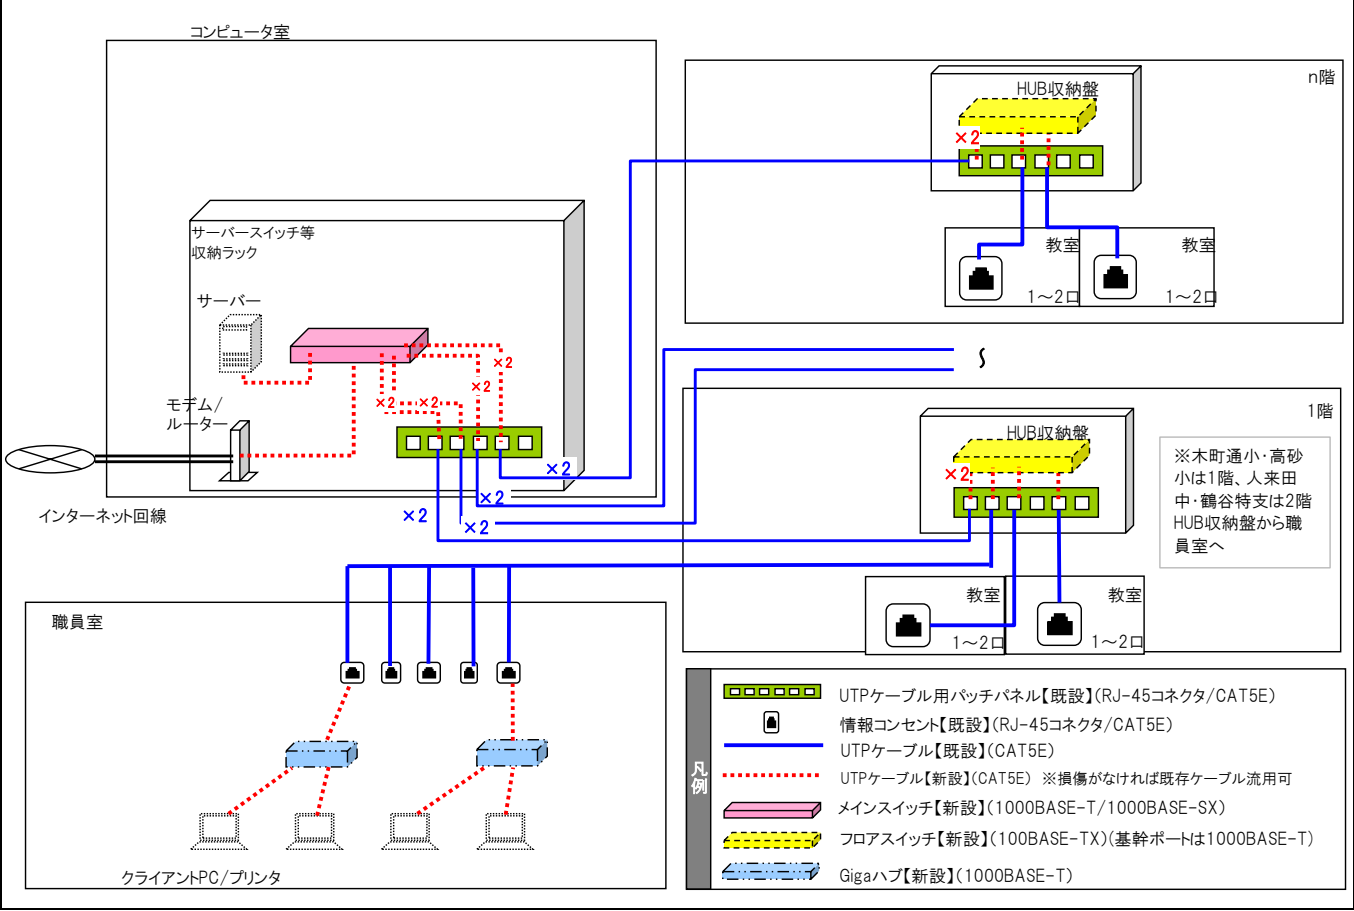 コンピュータ室
サーバースイッチ等
収納ラック
サーバー
モデム/
ルーター
インターネット回線
×2
×2
×2
×2
×2
×2
×2
×2
n階
HUB収納盤
×2
教室
1～2口
教室
1～2口
∫
1階
HUB収納盤
×2
※木町通小・高砂
小は1階、人来田
中・鶴谷特支は2階
HUB収納盤から職
員室へ
教室
1～2口
教室
1～2口
職員室
クライアントPC/プリンタ
凡例
UTPケーブル用パッチパネル【既設】(RJ-45コネクタ/CAT5E)
情報コンセント【既設】(RJ-45コネクタ/CAT5E)
UTPケーブル【既設】(CAT5E)
UTPケーブル【新設】(CAT5E) ※損傷がなければ既存ケーブル流用可
メインスイッチ【新設】(1000BASE-T/1000BASE-SX)
フロアスイッチ【新設】(100BASE-TX)(基幹ポートは1000BASE-T)
Gigaハブ【新設】(1000BASE-T)